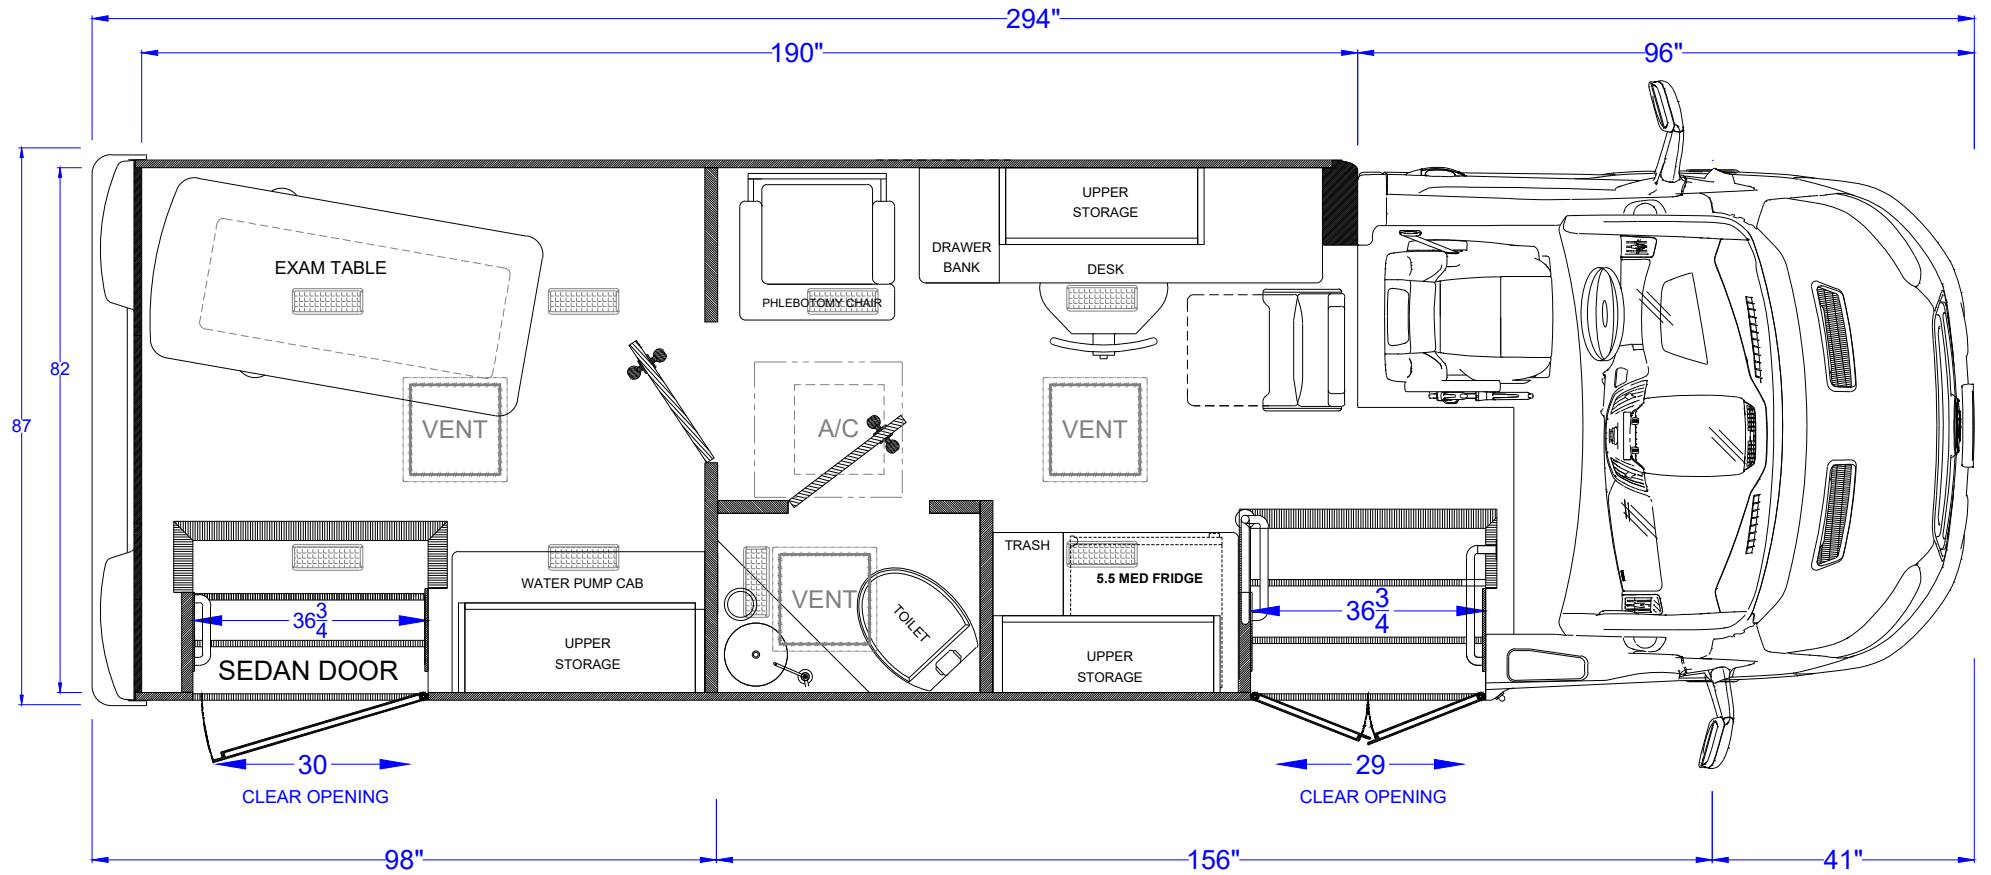 294"
190"
96"
87
82
EXAM TABLE
PHLEBOTOMY CHAIR
DRAWER
BANK
UPPER
STORAGE
DESK
VENT
A/C
VENT
SEDAN DOOR
36 3/4
WATER PUMP CAB
UPPER
STORAGE
VENT
TOILET
TRASH
5.5 MED FRIDGE
UPPER
STORAGE
36 3/4
30
CLEAR OPENING
29
CLEAR OPENING
98"
156"
41"